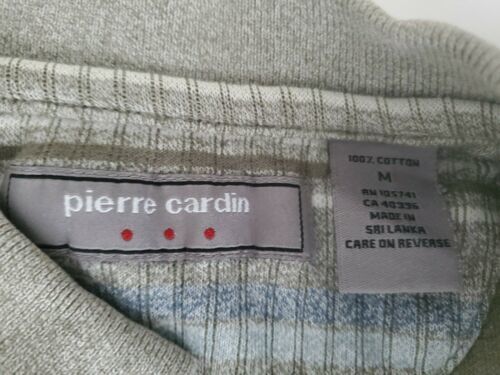 pierre cardin
100% COTTON
M
RN 105741
CA 40336
MADE IN
SRI LANKA
CARE ON REVERSE